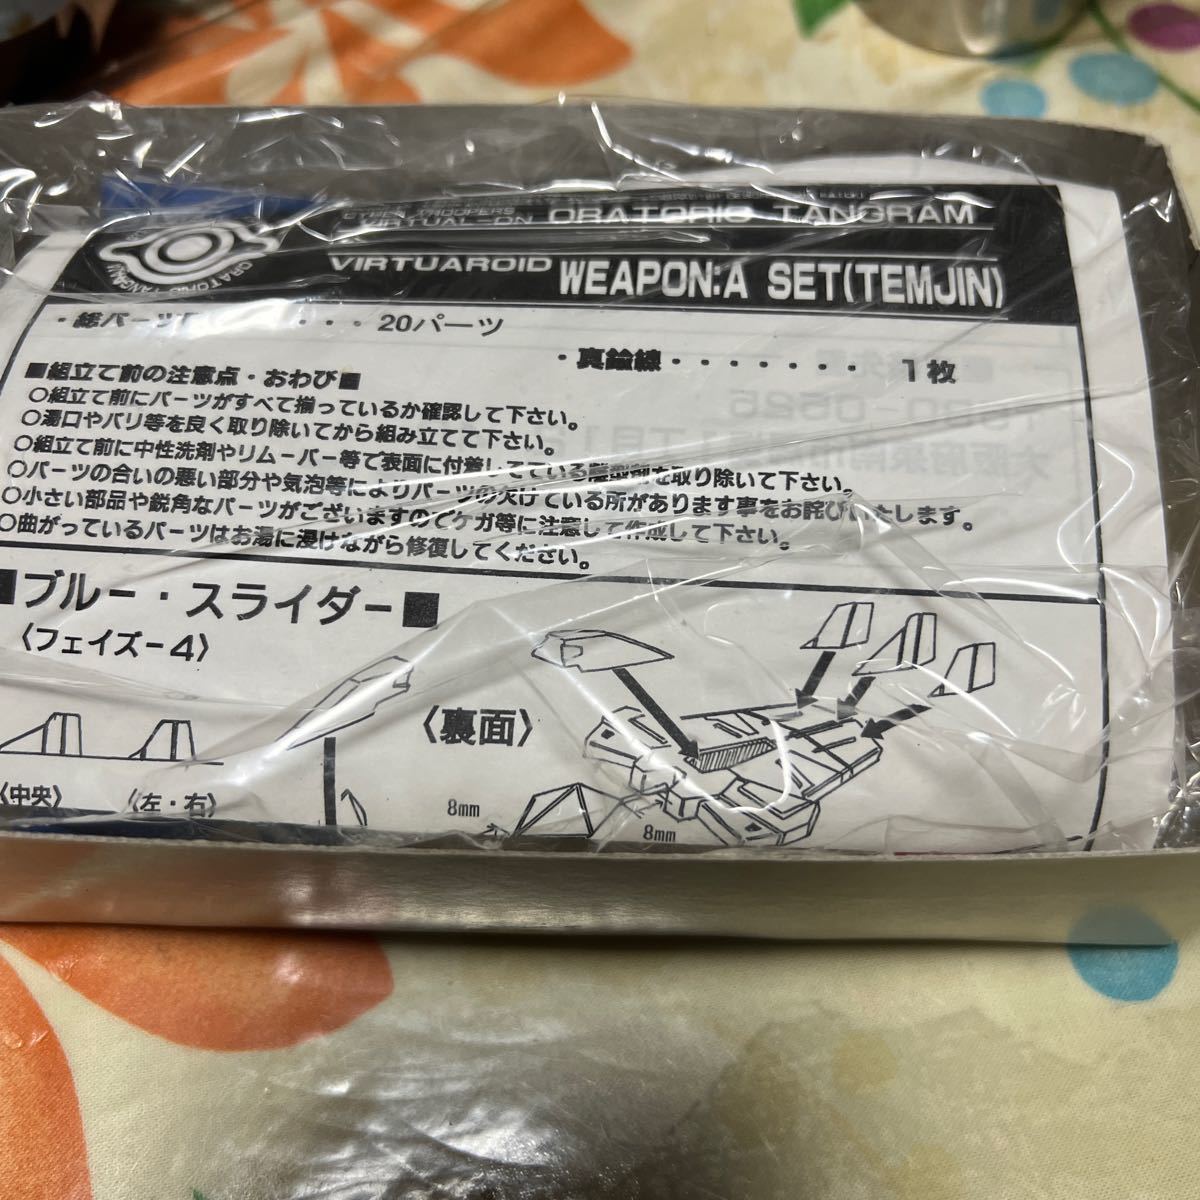 CYBER TROOPERS
VIRTUAL-ON ORATORIO TANGRAM
VIRTUAROID WEAPON:A SET(TEMJIN)
ORATORIO TANGRAM
・総パーツ ・・・20パーツ
・真鍮線・・・・・・・1枚
■組立て前の注意点・おわび■
○組立て前にパーツがすべて揃っているか確認して下さい。
○湯口やバリ等を良く取り除いてから組み立てて下さい。
○組立て前に中性洗剤やリムーバー等で表面に付着してている離型剤を取り除いて下さい。
○パーツの合いの悪い部分や気泡等によりパーツの欠けている所があります事をお詫びいたします。
○小さい部品や鋭角なパーツがございますのでケガ等に注意して作成して下さい。
○曲がっているパーツはお湯に浸けながら修復してください。
■ブルー・スライダー■
〈フェイズ-4〉
〈裏面〉
〈中央〉 〈左・右〉
8mm
8mm